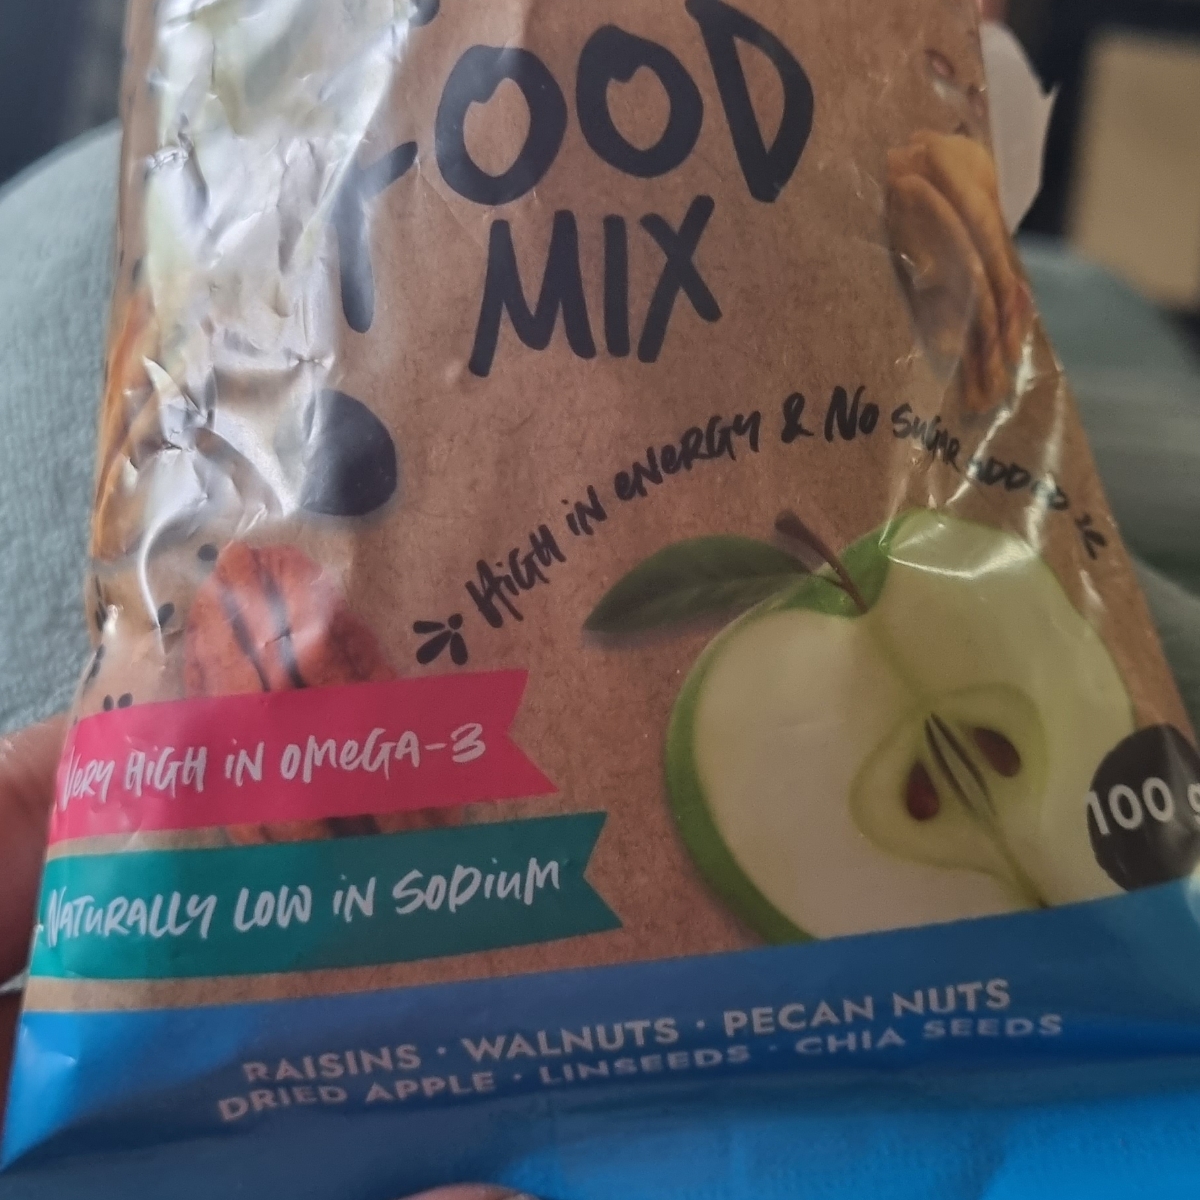 FOOD
MIX
HIGH IN ENERGY & NO SUGAR ADDED
VERY HIGH IN OMEGA-3
NATURALLY LOW IN SODIUM
100 g
RAISINS · WALNUTS · PECAN NUTS
DRIED APPLE · LINSEEDS · CHIA SEEDS